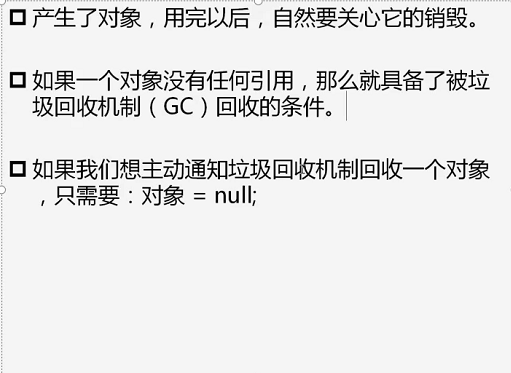 产生了对象，用完以后，自然要关心它的销毁。
如果一个对象没有任何引用，那么就具备了被垃
圾回收机制（GC）回收的条件。
如果我们想主动通知垃圾回收机制回收一个对象
，只需要：对象 = null;